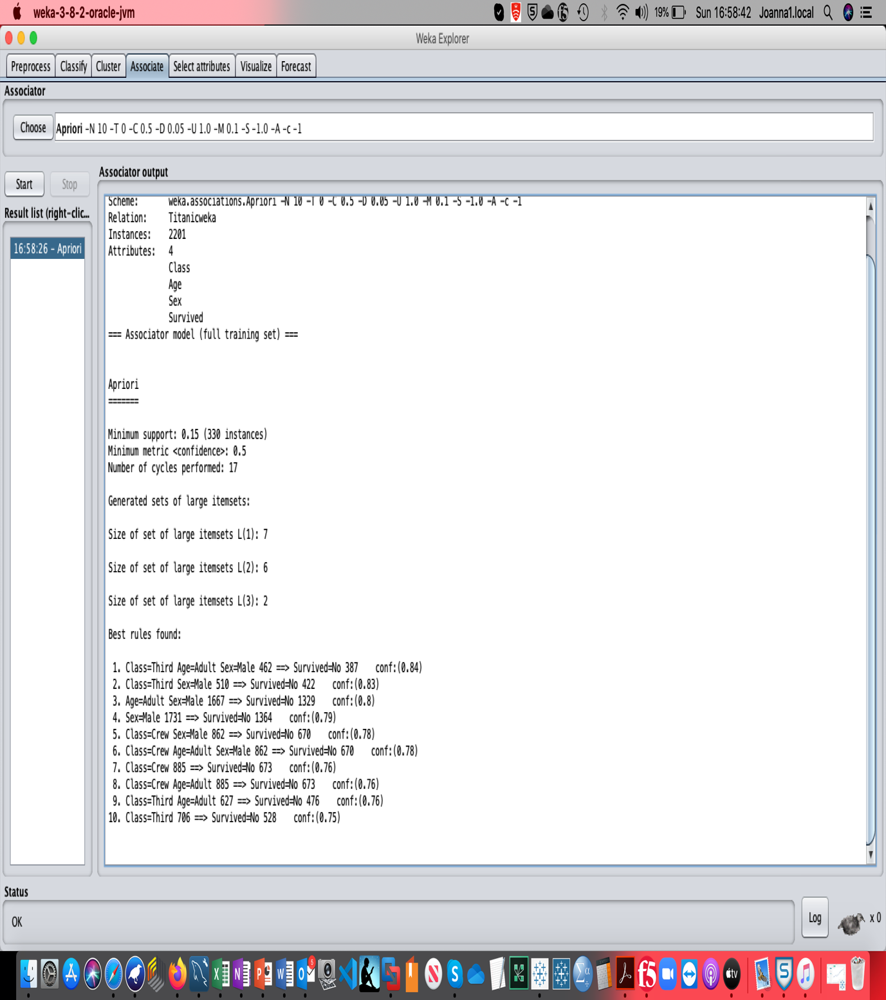 weka-3-8-2-oracle-jvm
19%
Sun 16:58:42
Joanna1.local
Weka Explorer
Preprocess
Classify
Cluster
Associate
Select attributes
Visualize
Forecast
Associator
Choose
Apriori -N 10 -T 0 -C 0.5 -D 0.05 -U 1.0 -M 0.1 -S -1.0 -A -c -1
Start
Stop
Associator output
Result list (right-clic...
16:58:26 - Apriori
Scheme: weka.associations.Apriori -N 10 -T 0 -C 0.5 -D 0.05 -U 1.0 -M 0.1 -S -1.0 -A -c -1
Relation: Titanicweka
Instances: 2201
Attributes: 4
Class
Age
Sex
Survived
=== Associator model (full training set) ===
Apriori
=======
Minimum support: 0.15 (330 instances)
Minimum metric <confidence>: 0.5
Number of cycles performed: 17
Generated sets of large itemsets:
Size of set of large itemsets L(1): 7
Size of set of large itemsets L(2): 6
Size of set of large itemsets L(3): 2
Best rules found:
1. Class=Third Age=Adult Sex=Male 462 ==> Survived=No 387 conf:(0.84)
2. Class=Third Sex=Male 510 ==> Survived=No 422 conf:(0.83)
3. Age=Adult Sex=Male 1667 ==> Survived=No 1329 conf:(0.8)
4. Sex=Male 1731 ==> Survived=No 1364 conf:(0.79)
5. Class=Crew Sex=Male 862 ==> Survived=No 670 conf:(0.78)
6. Class=Crew Age=Adult Sex=Male 862 ==> Survived=No 670 conf:(0.78)
7. Class=Crew 885 ==> Survived=No 673 conf:(0.76)
8. Class=Crew Age=Adult 885 ==> Survived=No 673 conf:(0.76)
9. Class=Third Age=Adult 627 ==> Survived=No 476 conf:(0.76)
10. Class=Third 706 ==> Survived=No 528 conf:(0.75)
Status
OK
Log
x 0